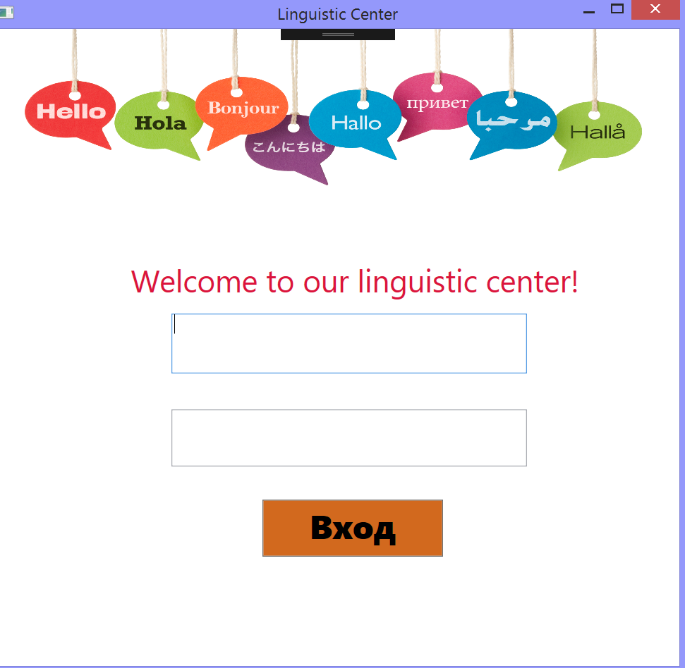 Linguistic Center
Hello
Hola
Bonjour
こんにちは
Hallo
привет
مرحبا
Hallå
Welcome to our linguistic center!
Вход